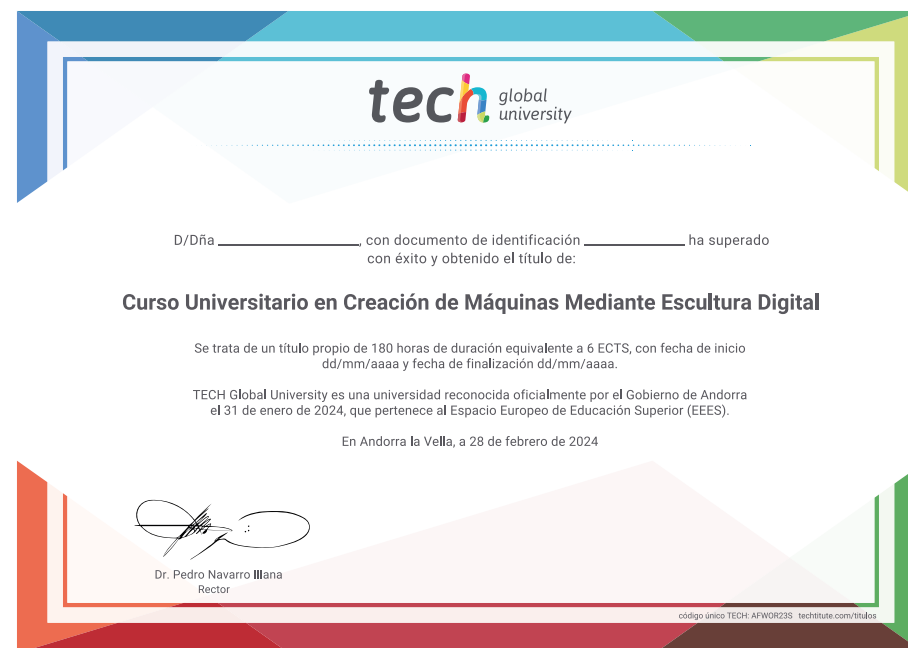 tech global
university
D/Dña ____________________, con documento de identificación ______________ ha superado
con éxito y obtenido el título de:
Curso Universitario en Creación de Máquinas Mediante Escultura Digital
Se trata de un título propio de 180 horas de duración equivalente a 6 ECTS, con fecha de inicio
dd/mm/aaaa y fecha de finalización dd/mm/aaaa.
TECH Global University es una universidad reconocida oficialmente por el Gobierno de Andorra
el 31 de enero de 2024, que pertenece al Espacio Europeo de Educación Superior (EEES).
En Andorra la Vella, a 28 de febrero de 2024
Dr. Pedro Navarro Illana
Rector
código único TECH: AFWOR23S techtitute.com/titulos